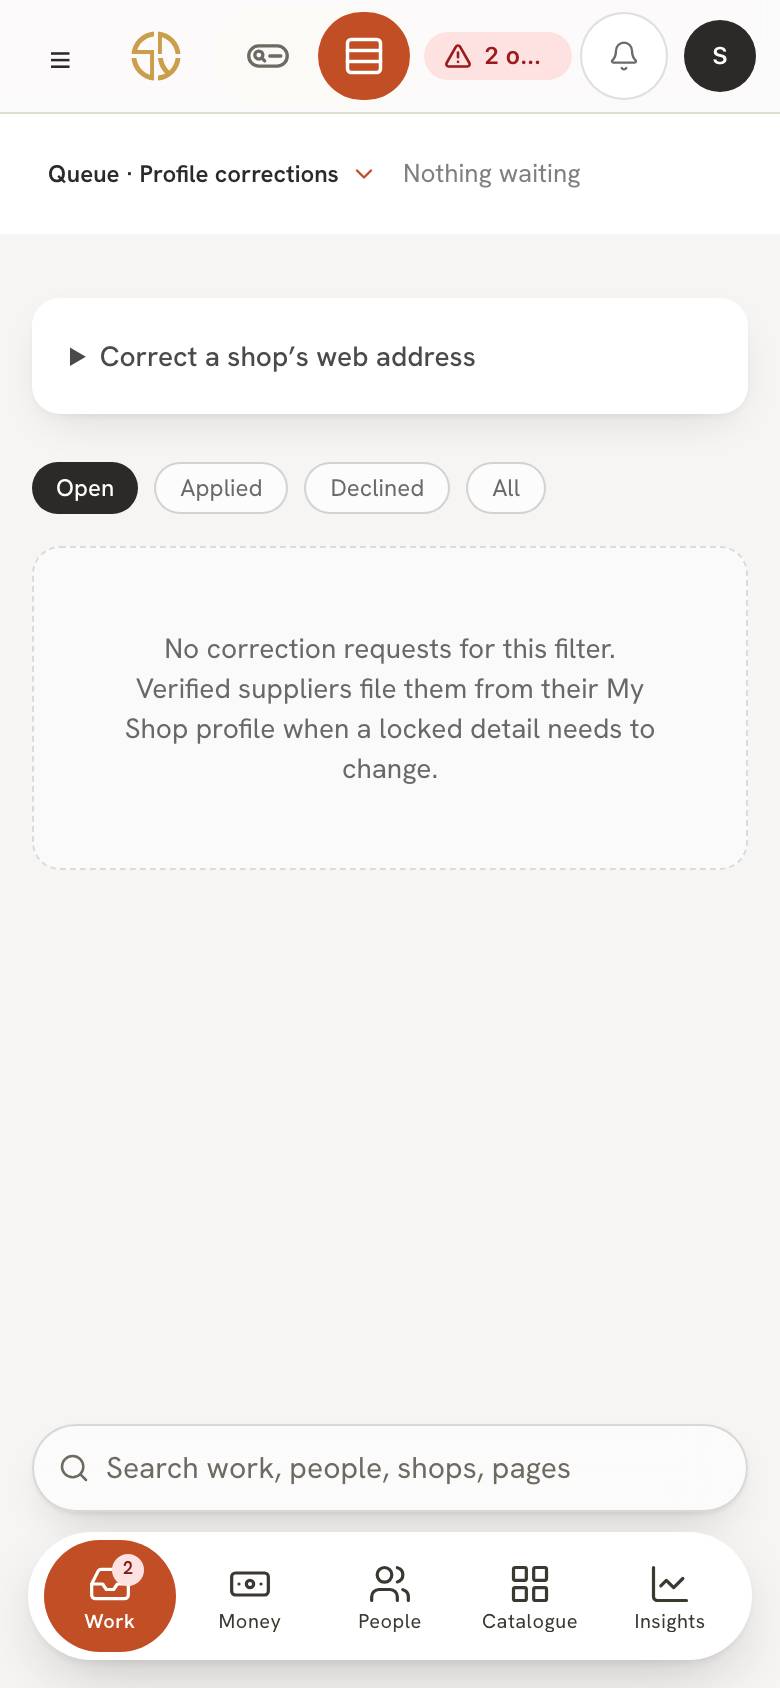 2 o...
S
Queue · Profile corrections
Nothing waiting
Correct a shop’s web address
Open
Applied
Declined
All
No correction requests for this filter.
Verified suppliers file them from their My
Shop profile when a locked detail needs to
change.
Search work, people, shops, pages
2
Work
Money
People
Catalogue
Insights